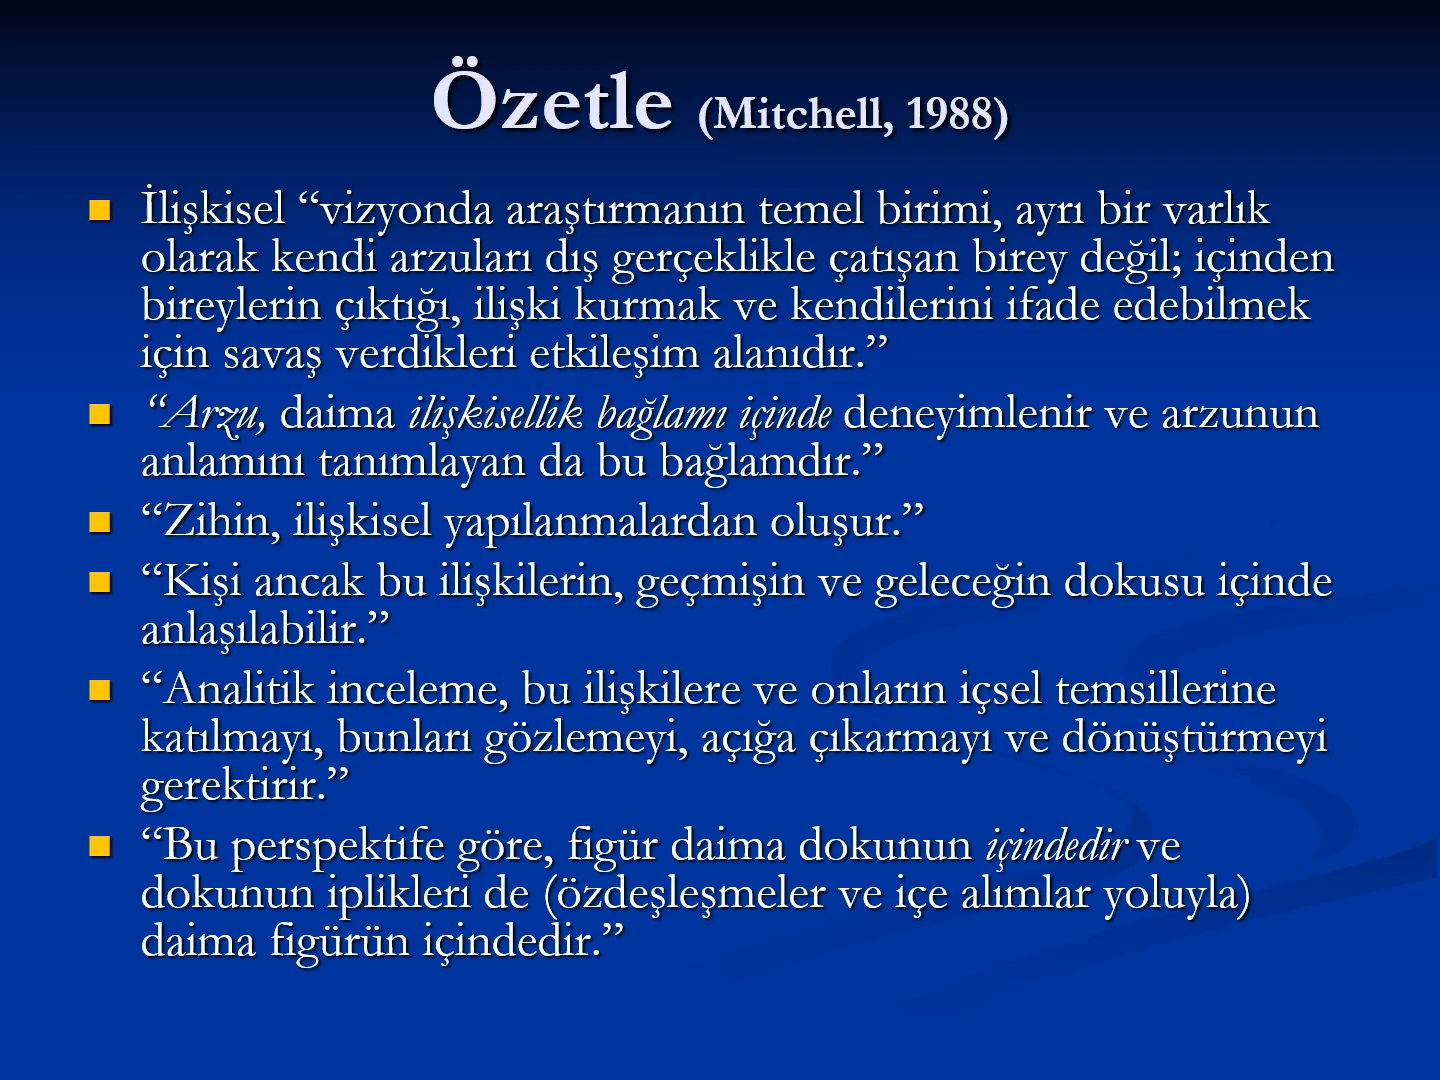 Özetle (Mitchell, 1988)
İlişkisel “vizyonda araştırmanın temel birimi, ayrı bir varlık
olarak kendi arzuları dış gerçeklikle çatışan birey değil; içinden
bireylerin çıktığı, ilişki kurmak ve kendilerini ifade edebilmek
için savaş verdikleri etkileşim alanıdır.”
“Arzu, daima ilişkisellik bağlamı içinde deneyimlenir ve arzunun
anlamını tanımlayan da bu bağlamdır.”
“Zihin, ilişkisel yapılanmalardan oluşur.”
“Kişi ancak bu ilişkilerin, geçmişin ve geleceğin dokusu içinde
anlaşılabilir.”
“Analitik inceleme, bu ilişkilere ve onların içsel temsillerine
katılmayı, bunları gözlemeyi, açığa çıkarmayı ve dönüştürmeyi
gerektirir.”
“Bu perspektife göre, figür daima dokunun içindedir ve
dokunun iplikleri de (özdeşleşmeler ve içe alımlar yoluyla)
daima figürün içindedir.”